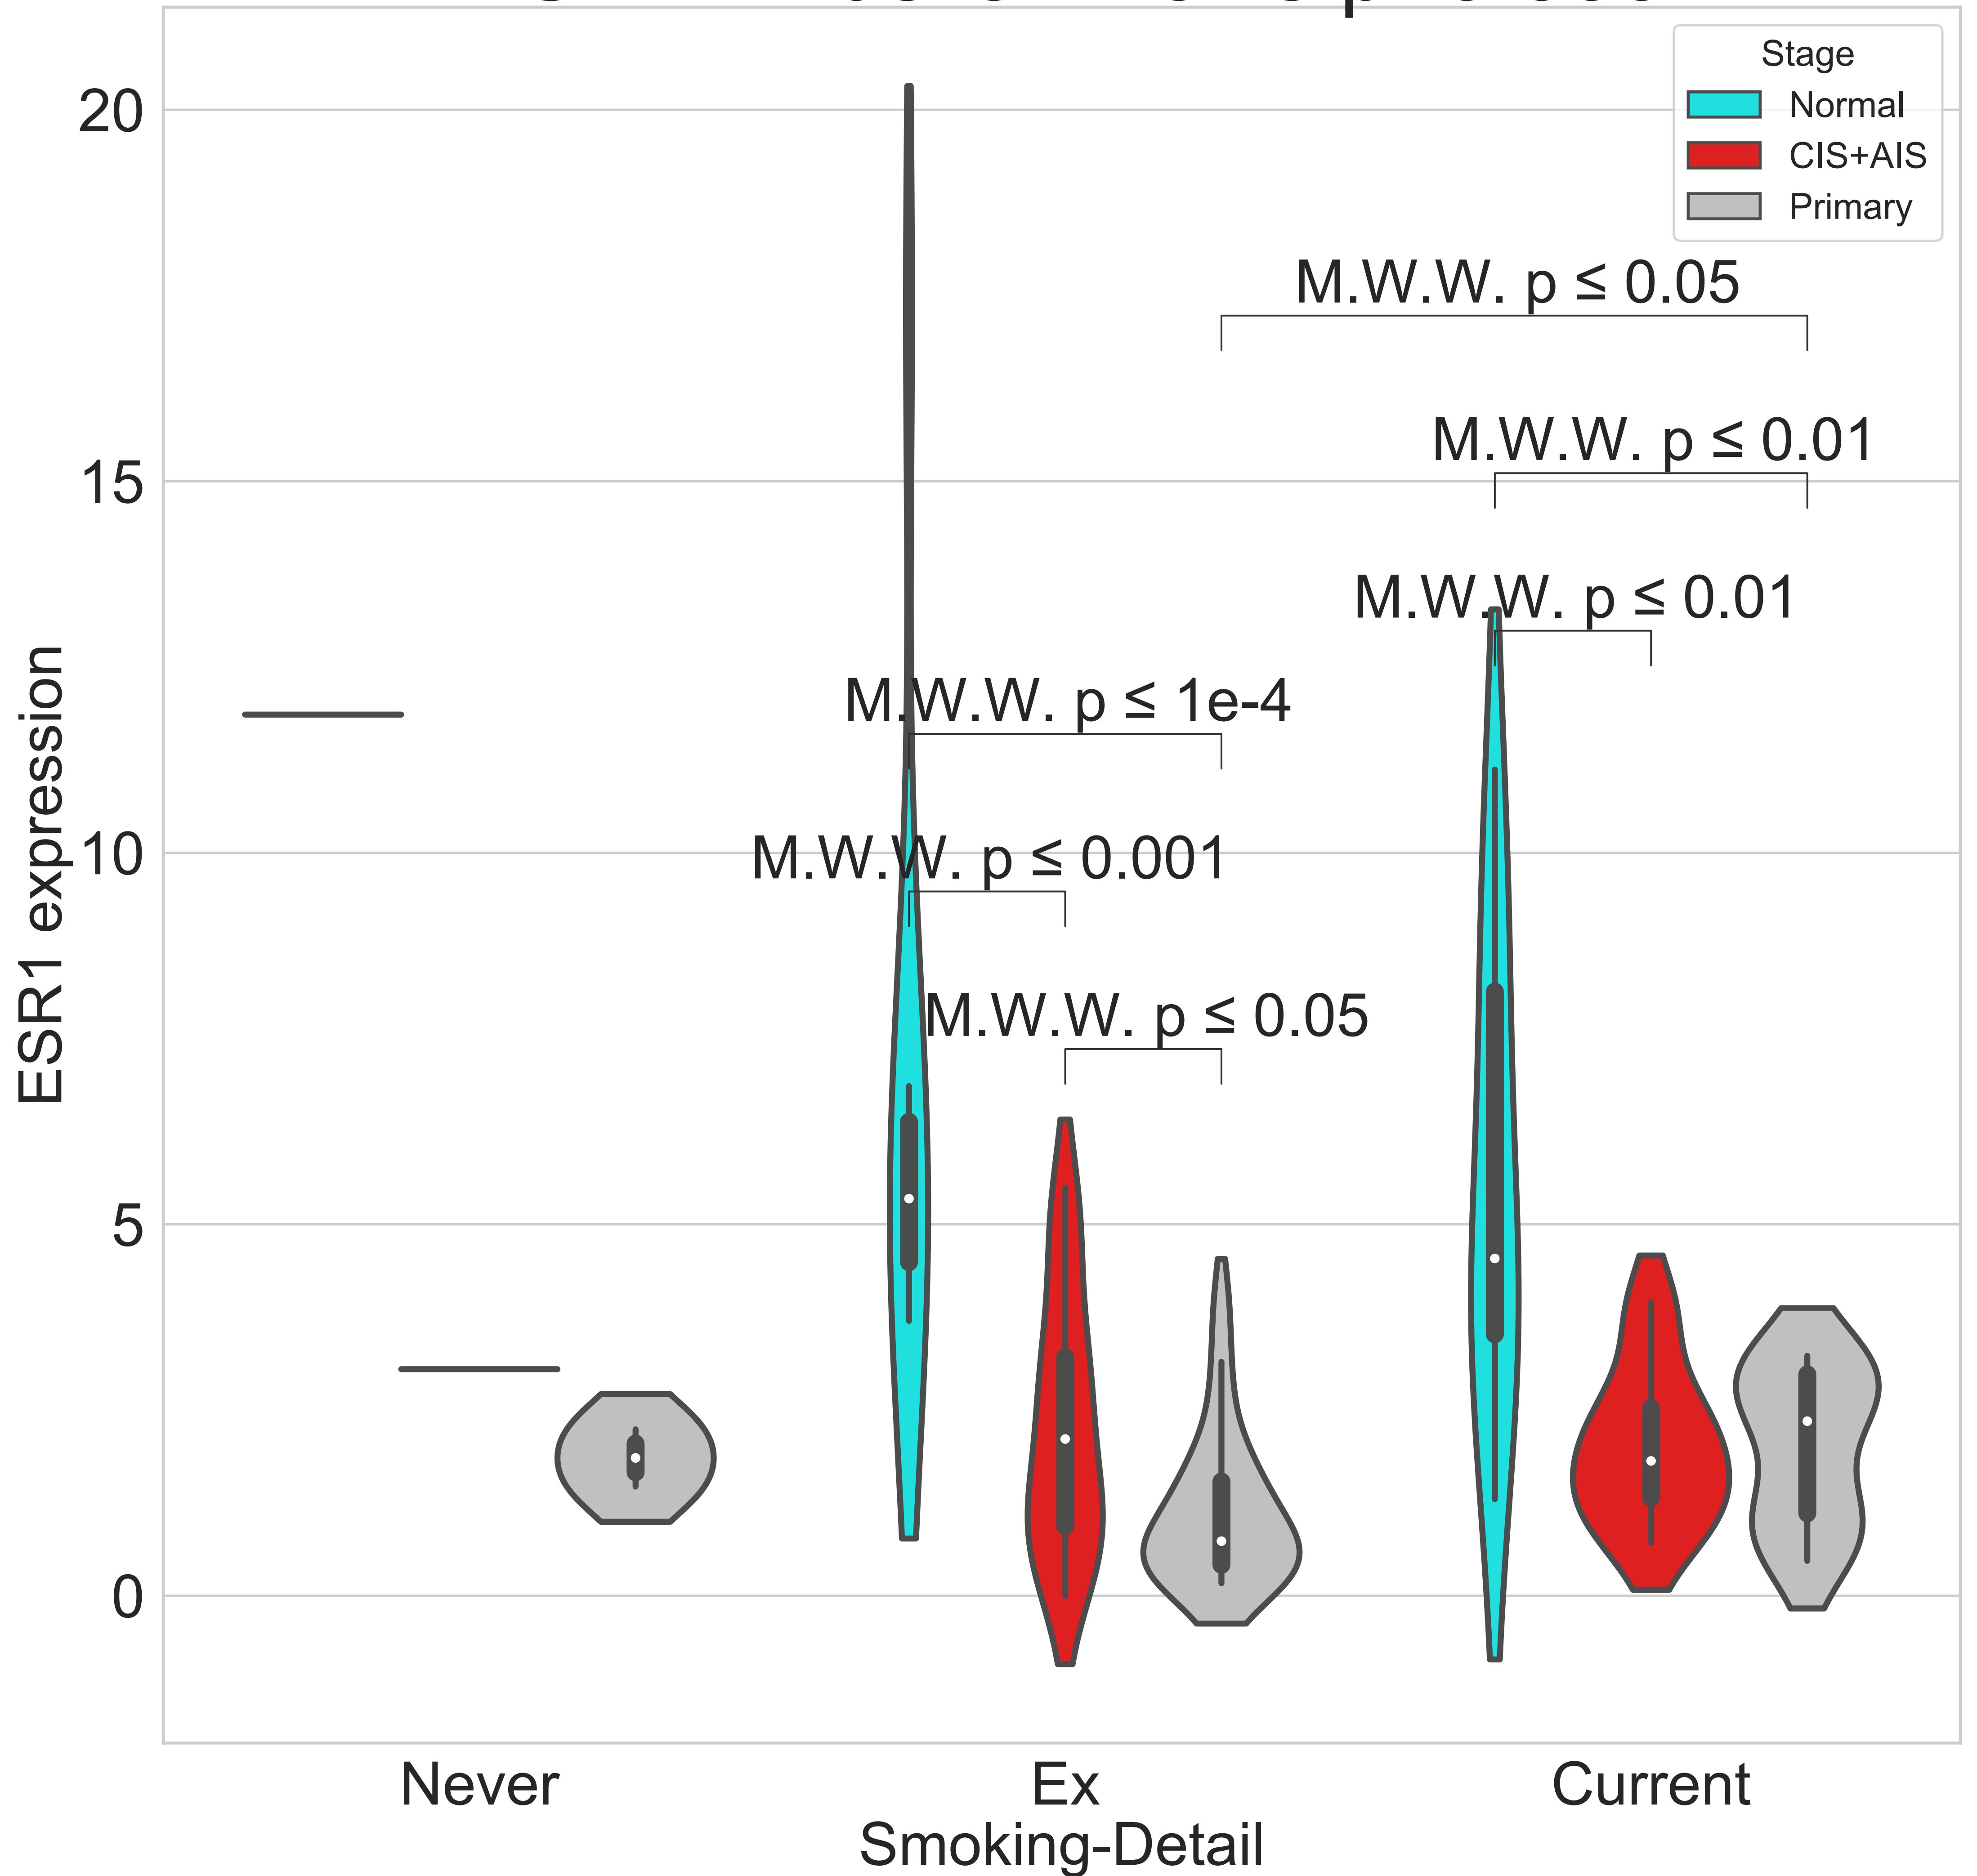 Stage
Normal
CIS+AIS
Primary
20
15
10
5
0
ESR1 expression
M.W.W. p ≤ 0.05
M.W.W. p ≤ 0.01
M.W.W. p ≤ 0.01
M.W.W. p ≤ 1e-4
M.W.W. p ≤ 0.001
M.W.W. p ≤ 0.05
Never
Ex
Current
Smoking-Detail